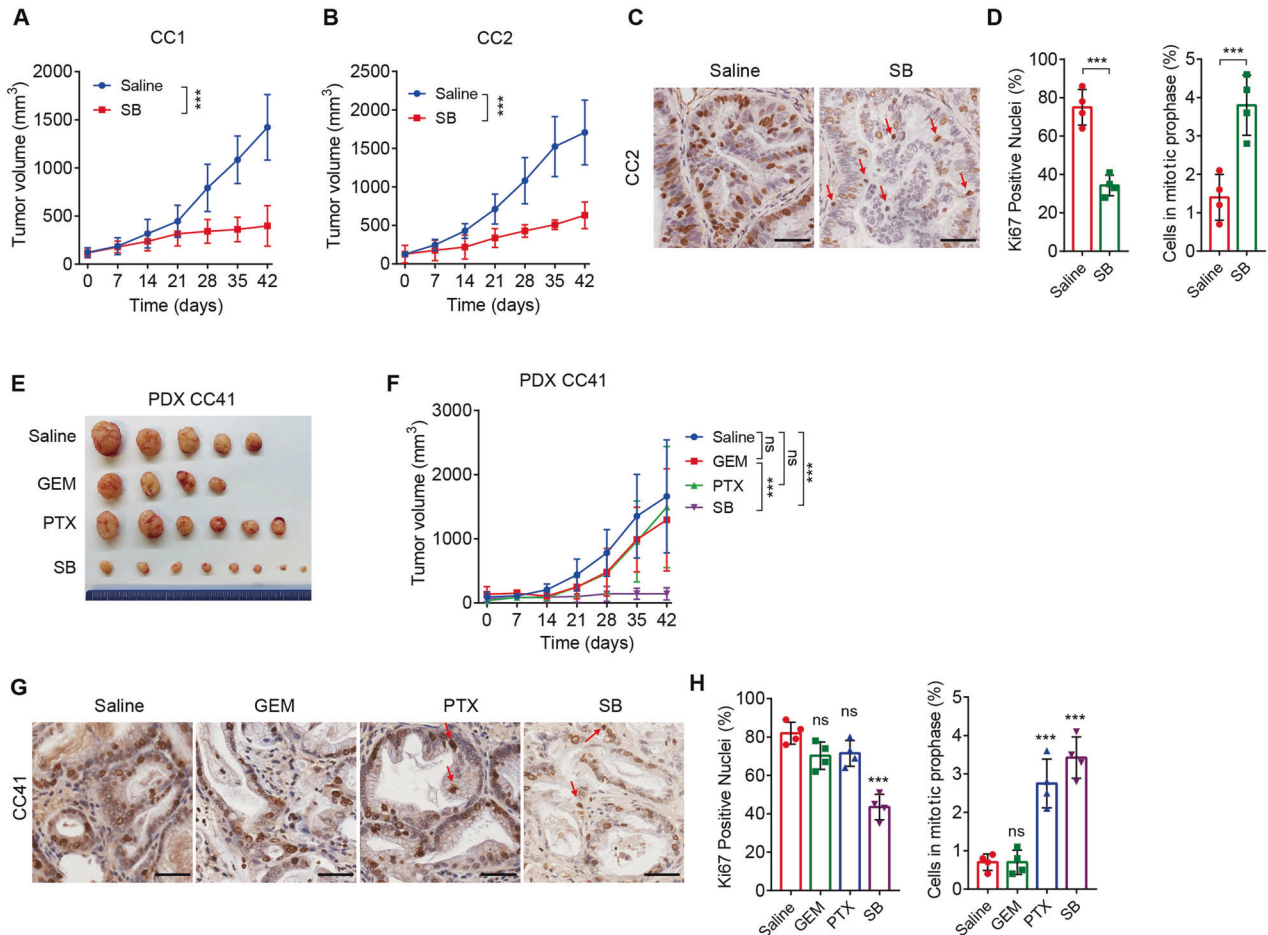 A
CC1
Tumor volume (mm3)
2000
1500
1000
500
0
Saline
SB
***
0 7 14 21 28 35 42
Time (days)
B
CC2
Tumor volume (mm3)
2500
2000
1500
1000
500
0
Saline
SB
***
0 7 14 21 28 35 42
Time (days)
C
Saline SB
CC2
D
Ki67 Positive Nuclei (%)
100
80
60
40
20
0
***
Saline SB
Cells in mitotic prophase (%)
5
4
3
2
1
0
***
Saline SB
E
PDX CC41
Saline
GEM
PTX
SB
F
PDX CC41
Tumor volume (mm3)
3000
2000
1000
0
Saline
GEM
PTX
SB
ns
***
ns
***
0 7 14 21 28 35 42
Time (days)
G
Saline GEM PTX SB
CC41
H
Ki67 Positive Nuclei (%)
100
80
60
40
20
0
ns ns ***
Saline GEM PTX SB
Cells in mitotic prophase (%)
5
4
3
2
1
0
ns *** ***
Saline GEM PTX SB